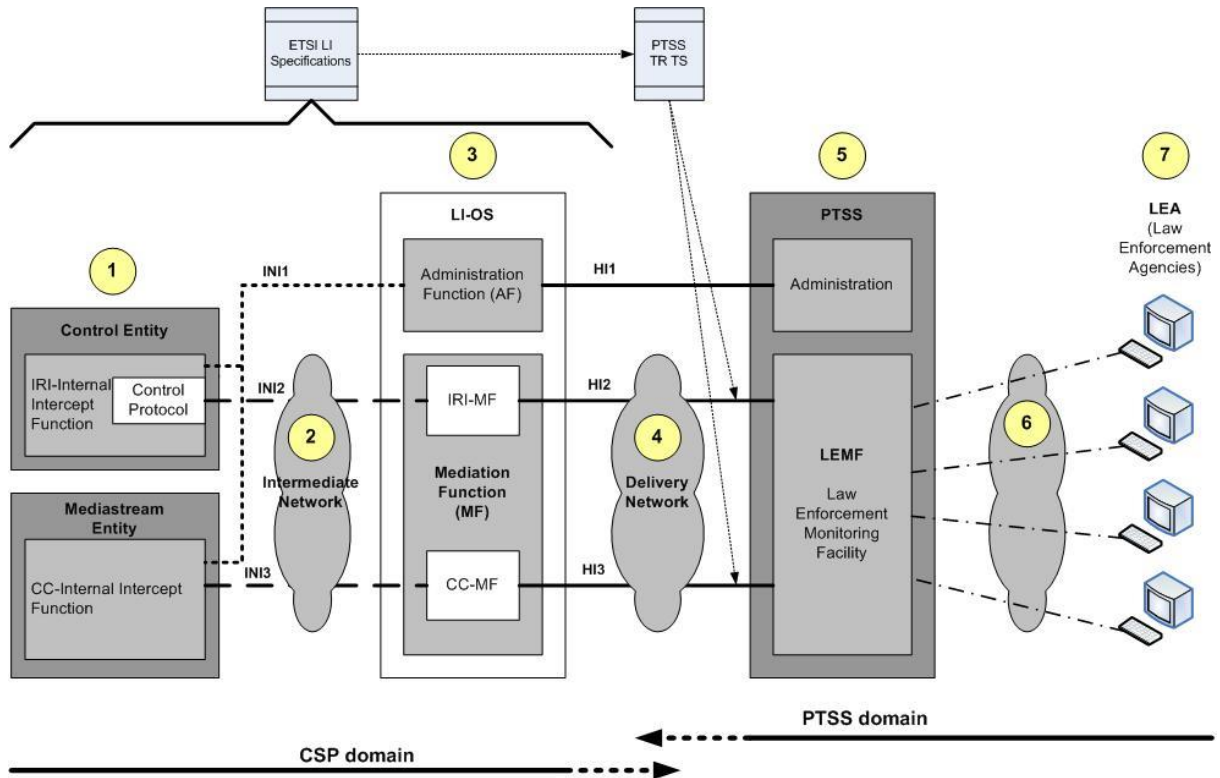 ETSI LI
Specifications
PTSS
TR TS
3
5
7
LI-OS
PTSS
LEA
(Law
Enforcement
Agencies)
1
INI1
Administration
Function (AF)
HI1
Administration
Control Entity
IRI-Internal
Intercept
Function
Control
Protocol
INI2
IRI-MF
HI2
2
Intermediate
Network
Mediation
Function
(MF)
4
Delivery
Network
LEMF
Law
Enforcement
Monitoring
Facility
6
Mediastream
Entity
CC-Internal Intercept
Function
INI3
CC-MF
HI3
PTSS domain
CSP domain